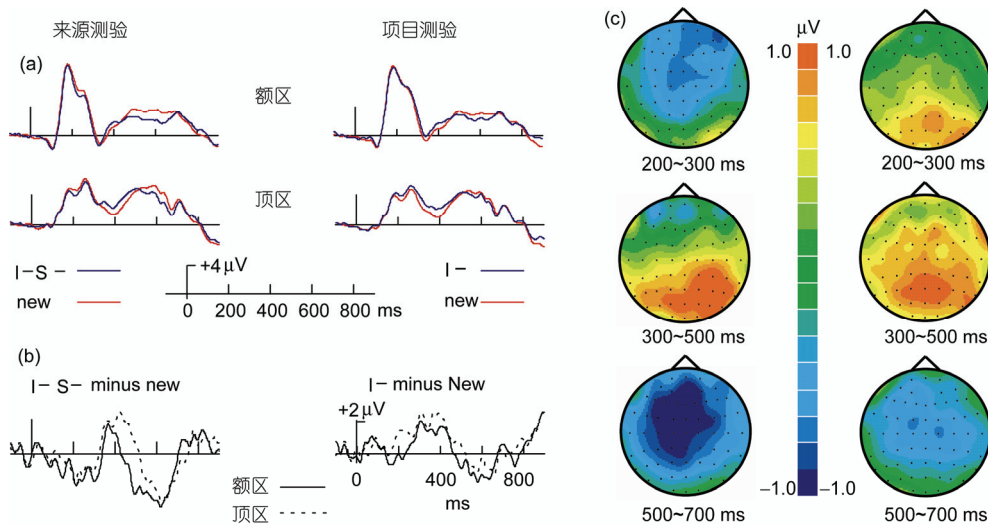 来源测验
项目测验
(a)
额区
顶区
I-S-
new
+4 μV
0 200 400 600 800 ms
I-
new
(b)
I- S- minus new
I- minus New
+2 μV
0 400 800
ms
额区
顶区
(c)
μV
1.0 1.0
200~300 ms
200~300 ms
300~500 ms
300~500 ms
-1.0 -1.0
500~700 ms
500~700 ms